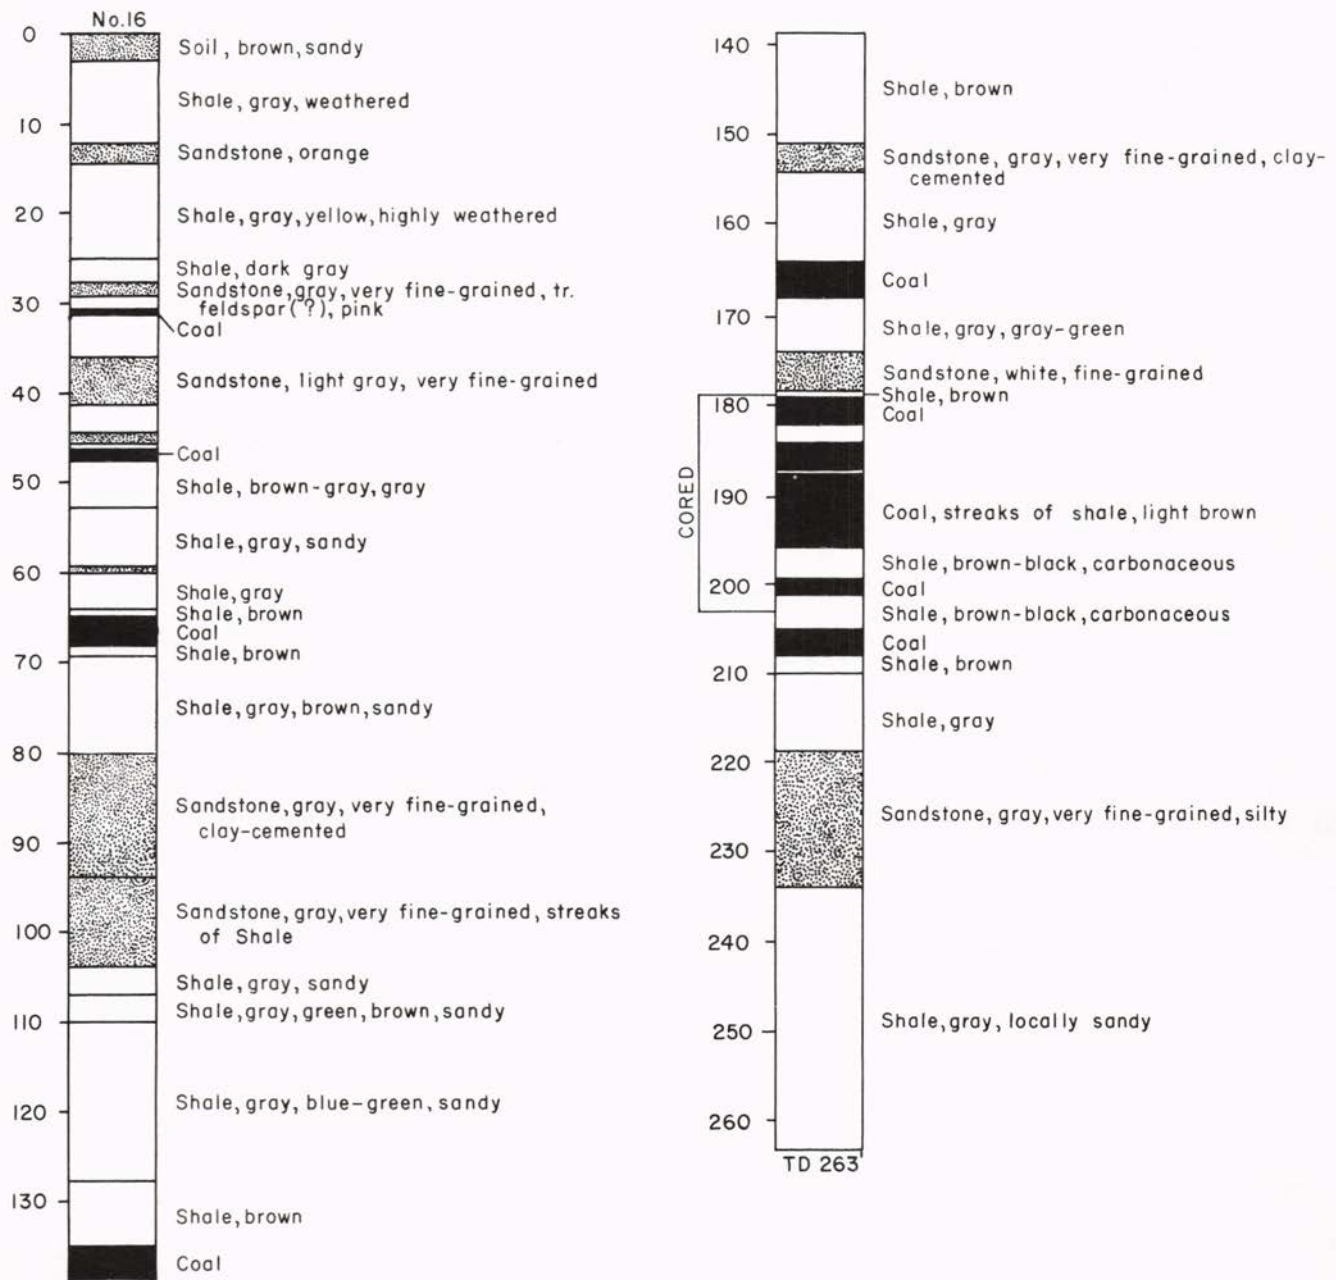 No.16
0
Soil, brown, sandy
Shale, gray, weathered
10
Sandstone, orange
20
Shale, gray, yellow, highly weathered
Shale, dark gray
Sandstone, gray, very fine-grained, tr.
feldspar(?), pink
30
Coal
Sandstone, light gray, very fine-grained
40
Coal
50
Shale, brown-gray, gray
Shale, gray, sandy
60
Shale, gray
Shale, brown
Coal
Shale, brown
70
Shale, gray, brown, sandy
80
Sandstone, gray, very fine-grained,
clay-cemented
90
Sandstone, gray, very fine-grained, streaks
of Shale
100
Shale, gray, sandy
Shale, gray, green, brown, sandy
110
Shale, gray, blue-green, sandy
120
130
Shale, brown
Coal
140
Shale, brown
150
Sandstone, gray, very fine-grained, clay-
cemented
160
Shale, gray
Coal
170
Shale, gray, gray-green
Sandstone, white, fine-grained
Shale, brown
180
Coal
CORED
190
Coal, streaks of shale, light brown
Shale, brown-black, carbonaceous
200
Coal
Shale, brown-black, carbonaceous
Coal
Shale, brown
210
Shale, gray
220
Sandstone, gray, very fine-grained, silty
230
240
250
Shale, gray, locally sandy
260
TD 263'